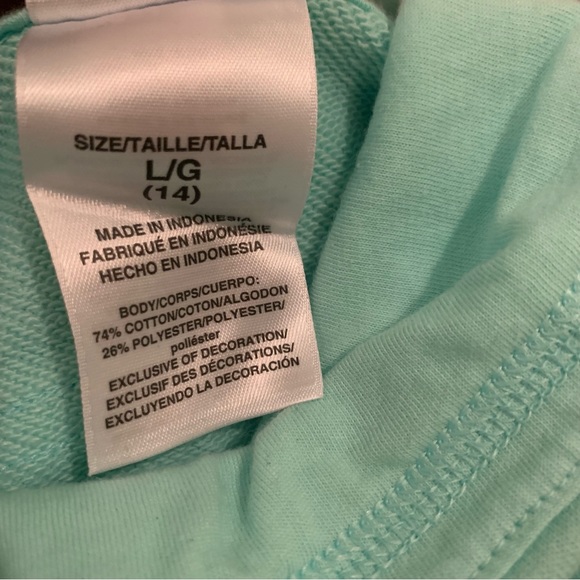 SIZE/TAILLE/TALLA
L/G
(14)
MADE IN INDONESIA
FABRIQUÉ EN INDONÉSIE
HECHO EN INDONESIA
BODY/CORPS/CUERPO:
74% COTTON/COTON/ALGODON
26% POLYESTER/POLYESTER/
poliéster
EXCLUSIVE OF DECORATION/
EXCLUSIF DES DÉCORATIONS/
EXCLUYENDO LA DECORACIÓN